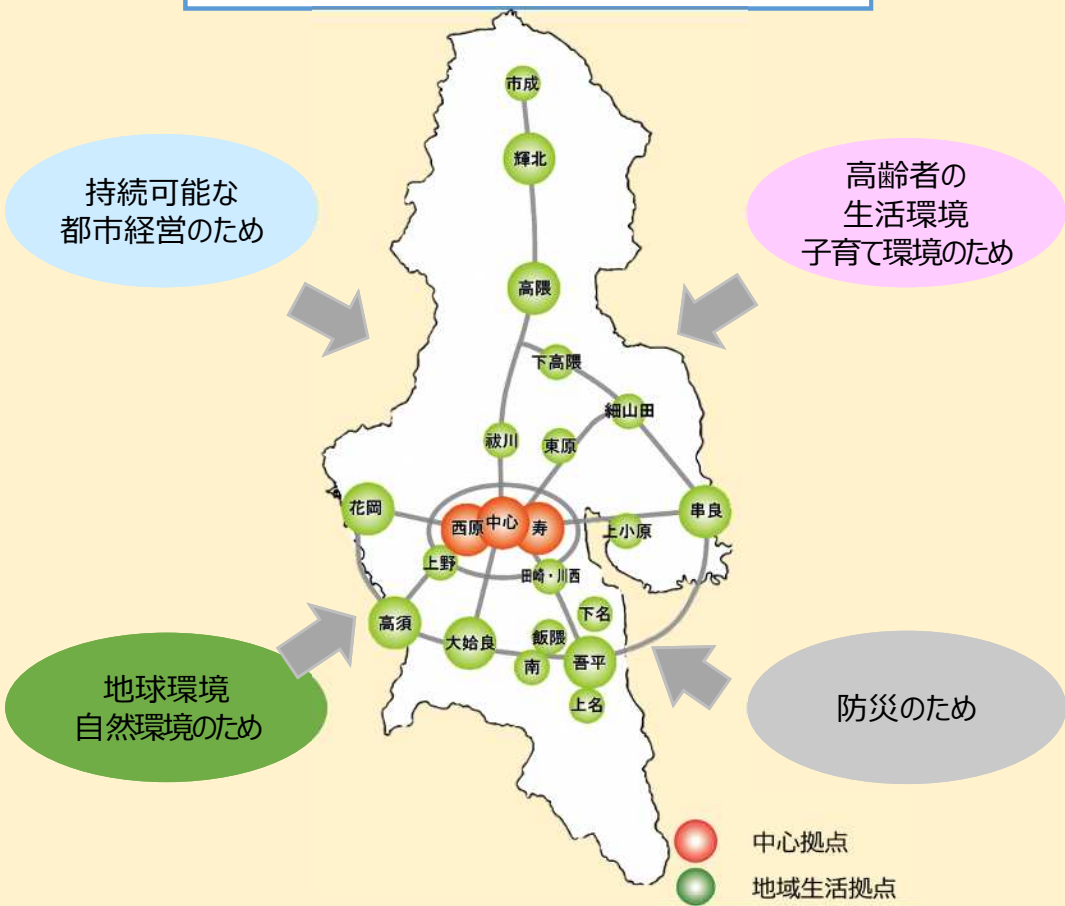 持続可能な
都市経営のため
高齢者の
生活環境
子育て環境のため
市成
輝北
高隈
下高隈
細山田
祓川
東原
花岡
西原
中心
寿
上小原
串良
上野
田崎・川西
高須
大姶良
飯隈
下名
南
吾平
上名
地球環境
自然環境のため
防災のため
中心拠点
地域生活拠点